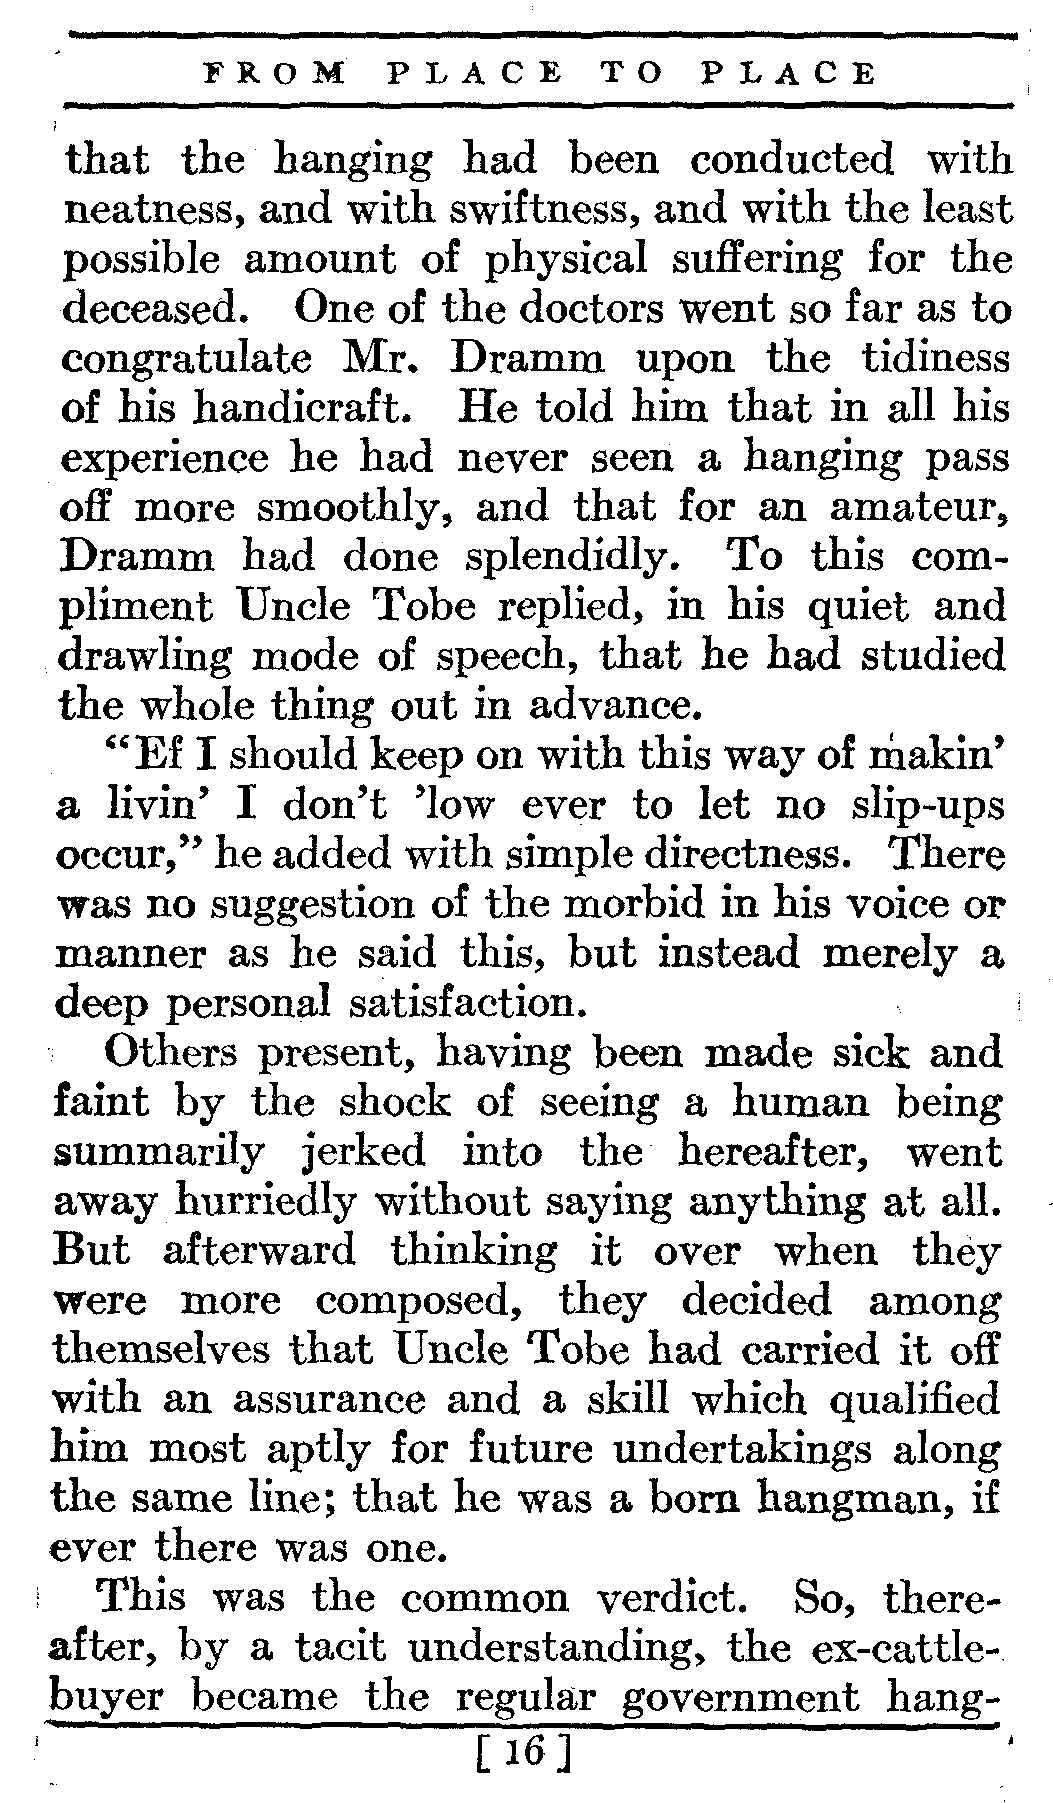 FROM PLACE TO PLACE
that the hanging had been conducted with
neatness, and with swiftness, and with the least
possible amount of physical suffering for the
deceased. One of the doctors went so far as to
congratulate Mr. Dramm upon the tidiness
of his handicraft. He told him that in all his
experience he had never seen a hanging pass
off more smoothly, and that for an amateur,
Dramm had done splendidly. To this com-
pliment Uncle Tobe replied, in his quiet and
drawling mode of speech, that he had studied
the whole thing out in advance.
“Ef I should keep on with this way of makin’
a livin’ I don’t ’low ever to let no slip-ups
occur,” he added with simple directness. There
was no suggestion of the morbid in his voice or
manner as he said this, but instead merely a
deep personal satisfaction.
Others present, having been made sick and
faint by the shock of seeing a human being
summarily jerked into the hereafter, went
away hurriedly without saying anything at all.
But afterward thinking it over when they
were more composed, they decided among
themselves that Uncle Tobe had carried it off
with an assurance and a skill which qualified
him most aptly for future undertakings along
the same line; that he was a born hangman, if
ever there was one.
This was the common verdict. So, there-
after, by a tacit understanding, the ex-cattle-
buyer became the regular government hang-
[ 16 ]